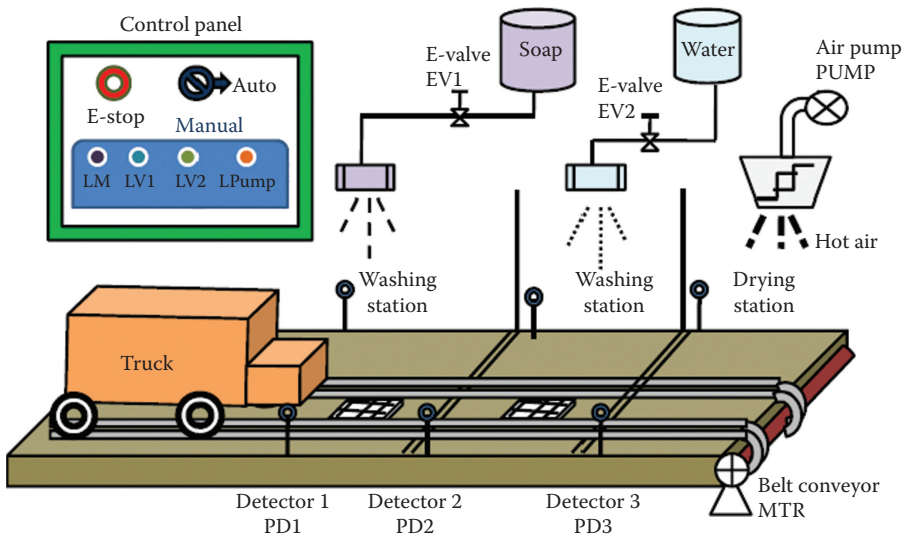 Control panel
E-stop
Auto
Manual
LM LV1 LV2 LPump
E-valve
EV1
Soap
E-valve
EV2
Water
Air pump
PUMP
Hot air
Washing
station
Washing
station
Drying
station
Truck
Detector 1
PD1
Detector 2
PD2
Detector 3
PD3
Belt conveyor
MTR